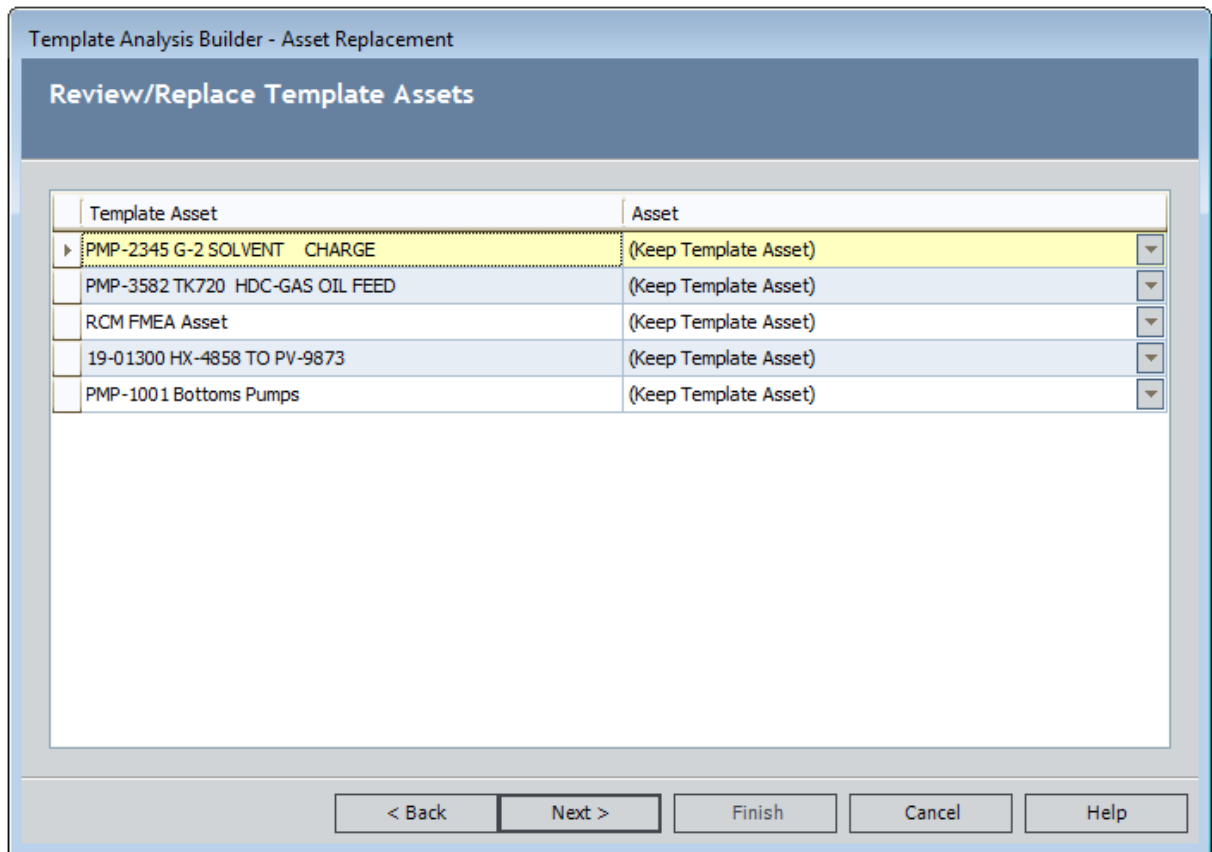 Template Analysis Builder - Asset Replacement
Review/Replace Template Assets
Template Asset Asset
PMP-2345 G-2 SOLVENT    CHARGE (Keep Template Asset)
PMP-3582 TK720  HDC-GAS OIL FEED (Keep Template Asset)
RCM FMEA Asset (Keep Template Asset)
19-01300 HX-4858 TO PV-9873 (Keep Template Asset)
PMP-1001 Bottoms Pumps (Keep Template Asset)
< Back Next > Finish Cancel Help